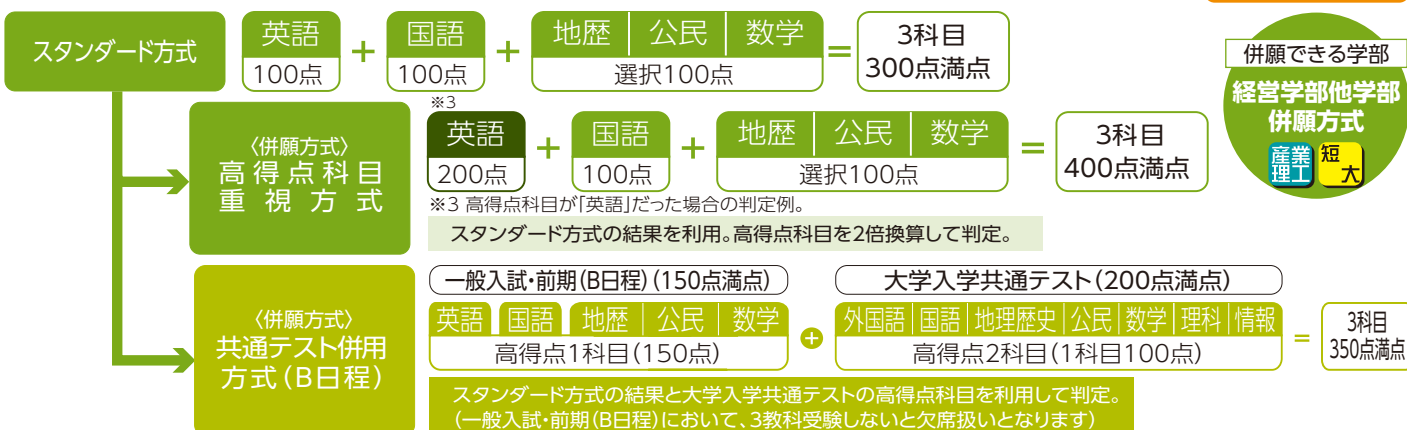 スタンダード方式
英語 + 国語 + 地歴 公民 数学 = 3科目
100点 100点 選択100点 300点満点
併願できる学部
経営学部他学部
併願方式
産業理工 短大
〈併願方式〉
高得点科目
重視方式
※3
英語 + 国語 + 地歴 公民 数学 = 3科目
200点 100点 選択100点 400点満点
※3 高得点科目が「英語」だった場合の判定例。
スタンダード方式の結果を利用。高得点科目を2倍換算して判定。
〈併願方式〉
共通テスト併用
方式(B日程)
一般入試・前期(B日程)(150点満点) 大学入学共通テスト(200点満点)
英語 国語 地歴 公民 数学 + 外国語 国語 地理歴史 公民 数学 理科 情報 = 3科目
高得点1科目(150点) 高得点2科目(1科目100点) 350点満点
スタンダード方式の結果と大学入学共通テストの高得点科目を利用して判定。
(一般入試・前期(B日程)において、3教科受験しないと欠席扱いとなります)